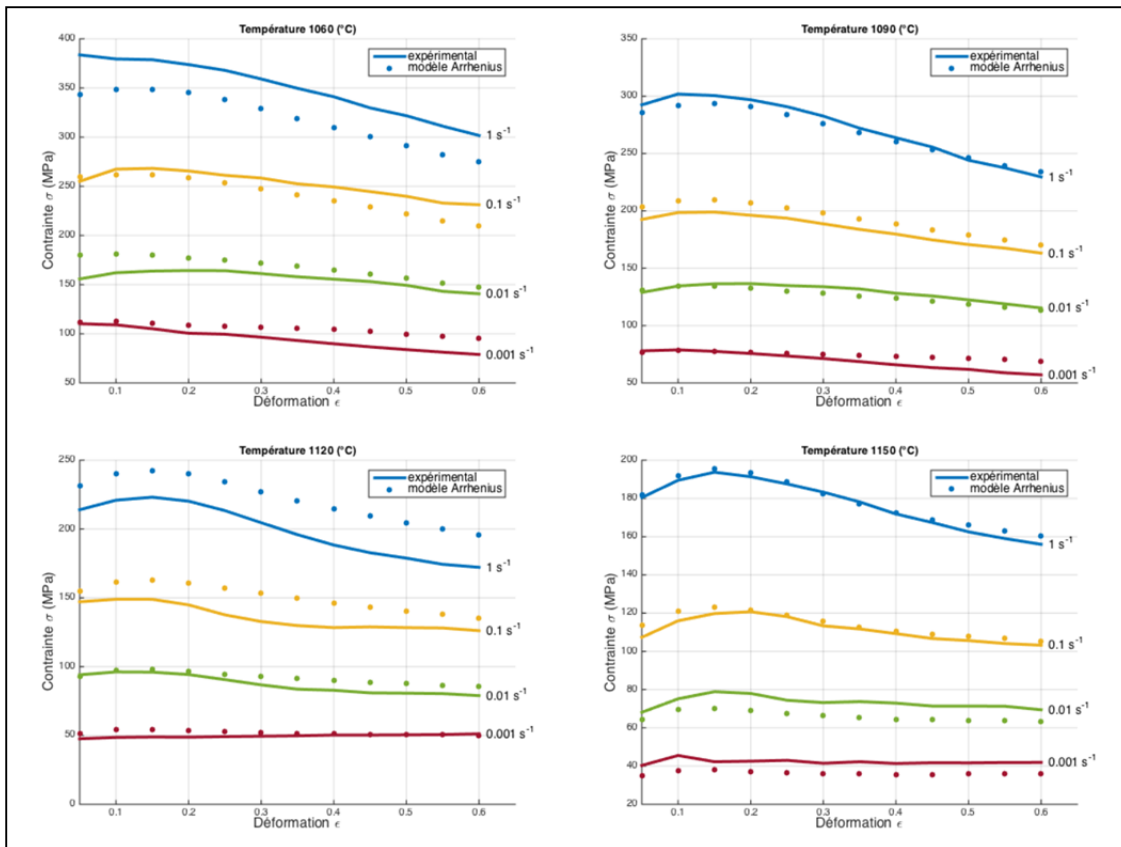 Température 1060 (°C)
400
350
300
250
200
150
100
50
Contrainte σ (MPa)
expérimental
modèle Arrhenius
1 s⁻¹
0.1 s⁻¹
0.01 s⁻¹
0.001 s⁻¹
0.1 0.2 0.3 0.4 0.5 0.6
Déformation ϵ
Température 1090 (°C)
350
300
250
200
150
100
50
Contrainte σ (MPa)
expérimental
modèle Arrhenius
1 s⁻¹
0.1 s⁻¹
0.01 s⁻¹
0.001 s⁻¹
0.1 0.2 0.3 0.4 0.5 0.6
Déformation ϵ
Température 1120 (°C)
250
200
150
100
50
0
Contrainte σ (MPa)
expérimental
modèle Arrhenius
1 s⁻¹
0.1 s⁻¹
0.01 s⁻¹
0.001 s⁻¹
0.1 0.2 0.3 0.4 0.5 0.6
Déformation ϵ
Température 1150 (°C)
200
180
160
140
120
100
80
60
40
20
Contrainte σ (MPa)
expérimental
modèle Arrhenius
1 s⁻¹
0.1 s⁻¹
0.01 s⁻¹
0.001 s⁻¹
0.1 0.2 0.3 0.4 0.5 0.6
Déformation ϵ